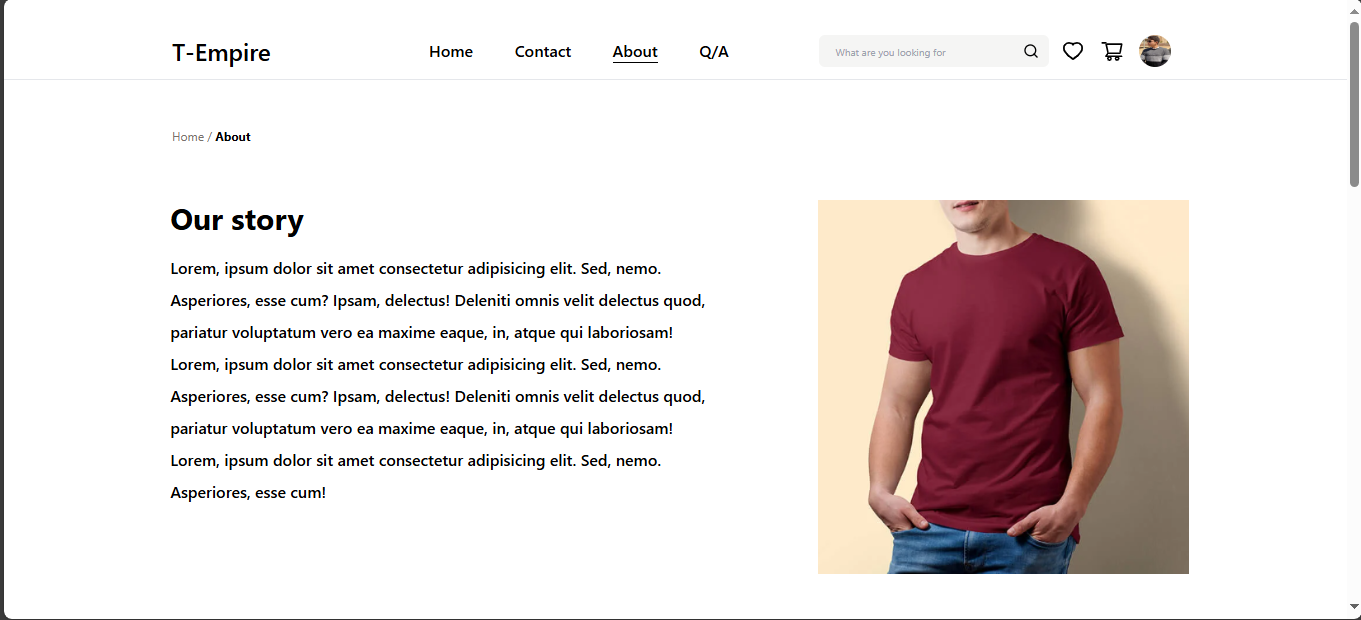 T-Empire
Home
Contact
About
Q/A
What are you looking for
Home / About
Our story
Lorem, ipsum dolor sit amet consectetur adipisicing elit. Sed, nemo.
Asperiores, esse cum? Ipsam, delectus! Deleniti omnis velit delectus quod,
pariatur voluptatum vero ea maxime eaque, in, atque qui laboriosam!
Lorem, ipsum dolor sit amet consectetur adipisicing elit. Sed, nemo.
Asperiores, esse cum? Ipsam, delectus! Deleniti omnis velit delectus quod,
pariatur voluptatum vero ea maxime eaque, in, atque qui laboriosam!
Lorem, ipsum dolor sit amet consectetur adipisicing elit. Sed, nemo.
Asperiores, esse cum!